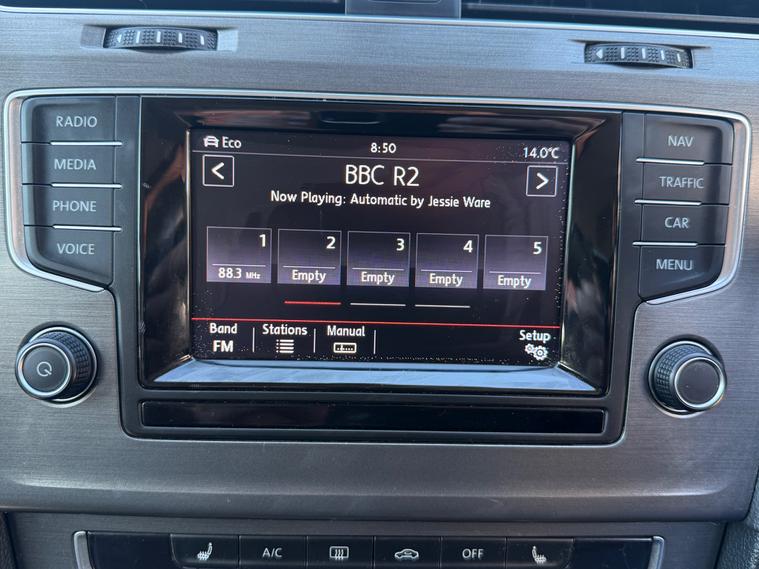 RADIO
MEDIA
PHONE
VOICE
Eco
8:50
14.0°C
<
BBC R2
>
Now Playing: Automatic by Jessie Ware
1
2
3
4
5
88.3 MHz
Empty
Empty
Empty
Empty
Band
FM
Stations
Manual
Setup
NAV
TRAFFIC
CAR
MENU
A/C
OFF